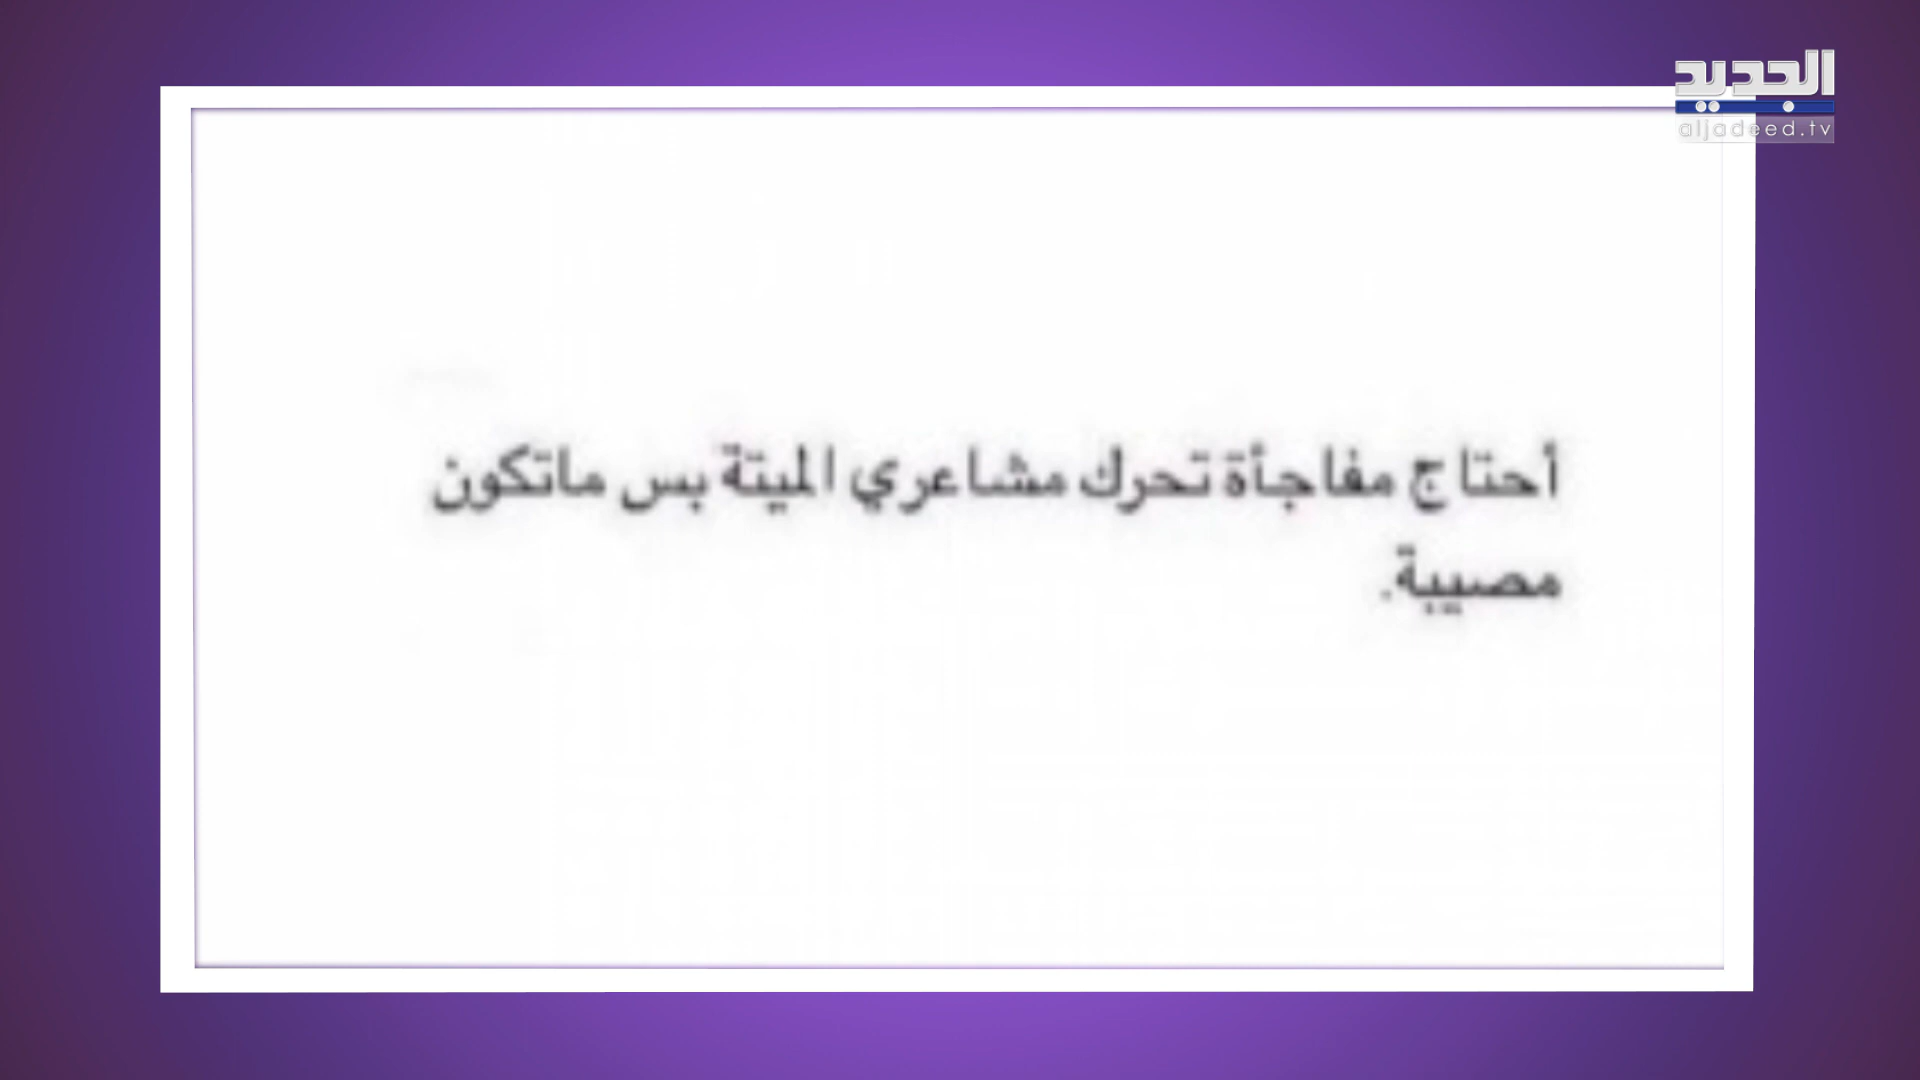 الجديد
aljadeed.tv
أحتاج مفاجأة تحرك مشاعري الميتة بس ماتكون
مصيبة.